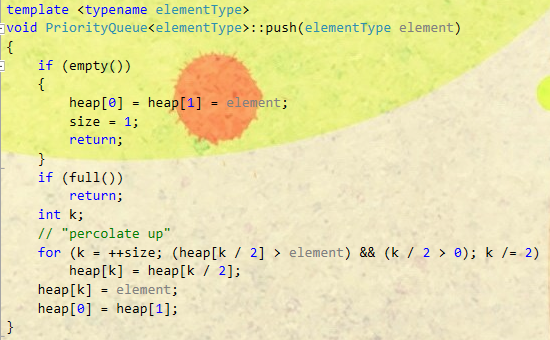 template <typename elementType>
void PriorityQueue<elementType>::push(elementType element)
{
    if (empty())
    {
        heap[0] = heap[1] = element;
        size = 1;
        return;
    }
    if (full())
        return;
    int k;
    // "percolate up"
    for (k = ++size; (heap[k / 2] > element) && (k / 2 > 0); k /= 2)
        heap[k] = heap[k / 2];
    heap[k] = element;
    heap[0] = heap[1];
}